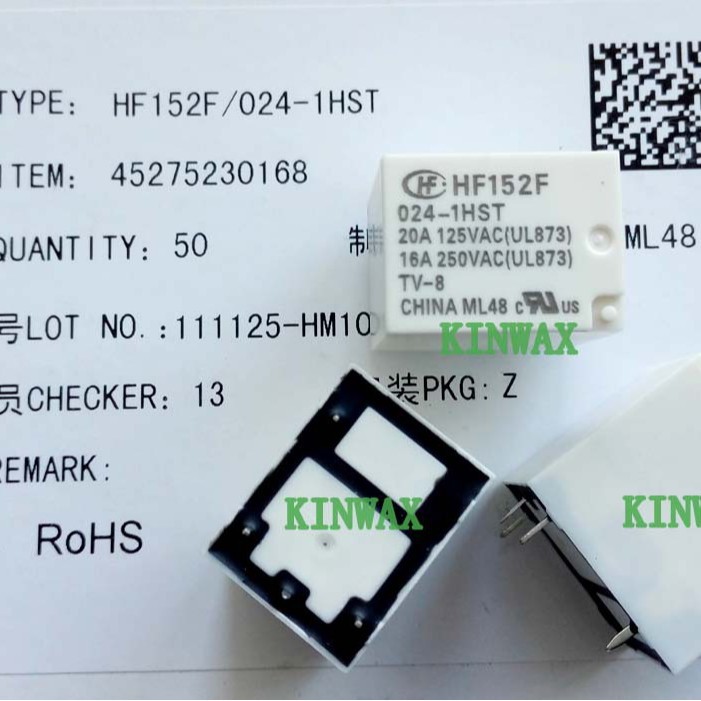 TYPE: HF152F/024-1HST
ITEM: 45275230168
QUANTITY: 50
制
ML48
号LOT NO.:111125-HM10
员CHECKER: 13
装PKG: Z
REMARK:
RoHS
HF HF152F
024-1HST
20A 125VAC(UL873)
16A 250VAC(UL873)
TV-8
CHINA ML48 c RU US
KINWAX
KINWAX
KINW